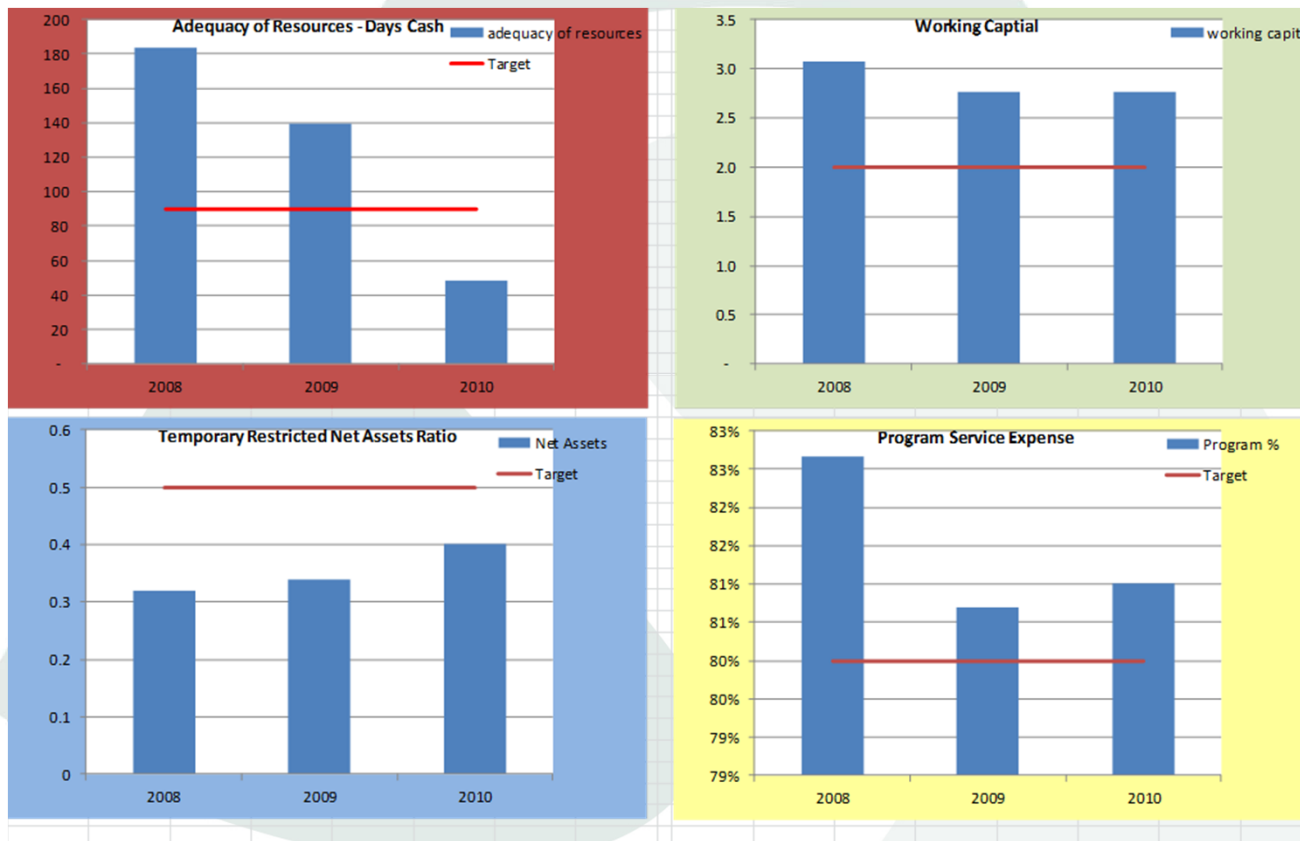 Adequacy of Resources - Days Cash
adequacy of resources
Target
200
180
160
140
120
100
80
60
40
20
-
2008 2009 2010
Working Captial
working capit
3.5
3.0
2.5
2.0
1.5
1.0
0.5
-
2008 2009 2010
Temporary Restricted Net Assets Ratio
Net Assets
Target
0.6
0.5
0.4
0.3
0.2
0.1
0
2008 2009 2010
Program Service Expense
Program %
Target
83%
83%
82%
82%
81%
81%
80%
80%
79%
79%
2008 2009 2010